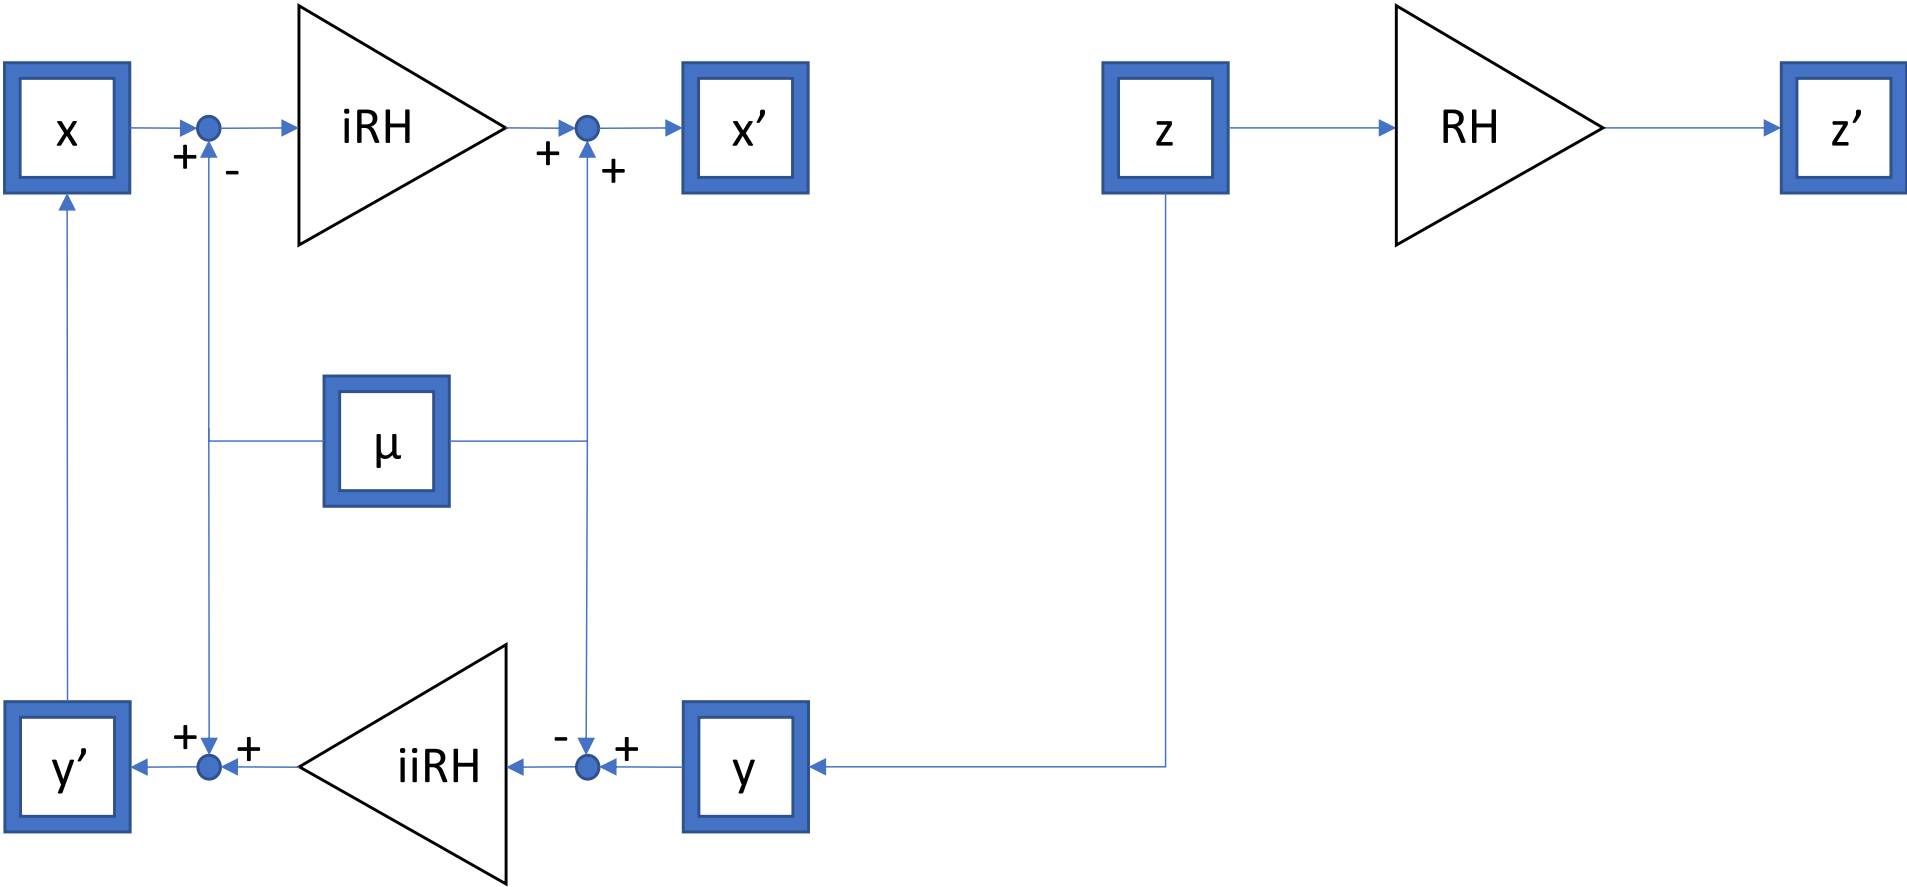 x
iRH
x’
z
RH
z’
+
-
+
+
μ
y’
+
+
iiRH
-
+
y